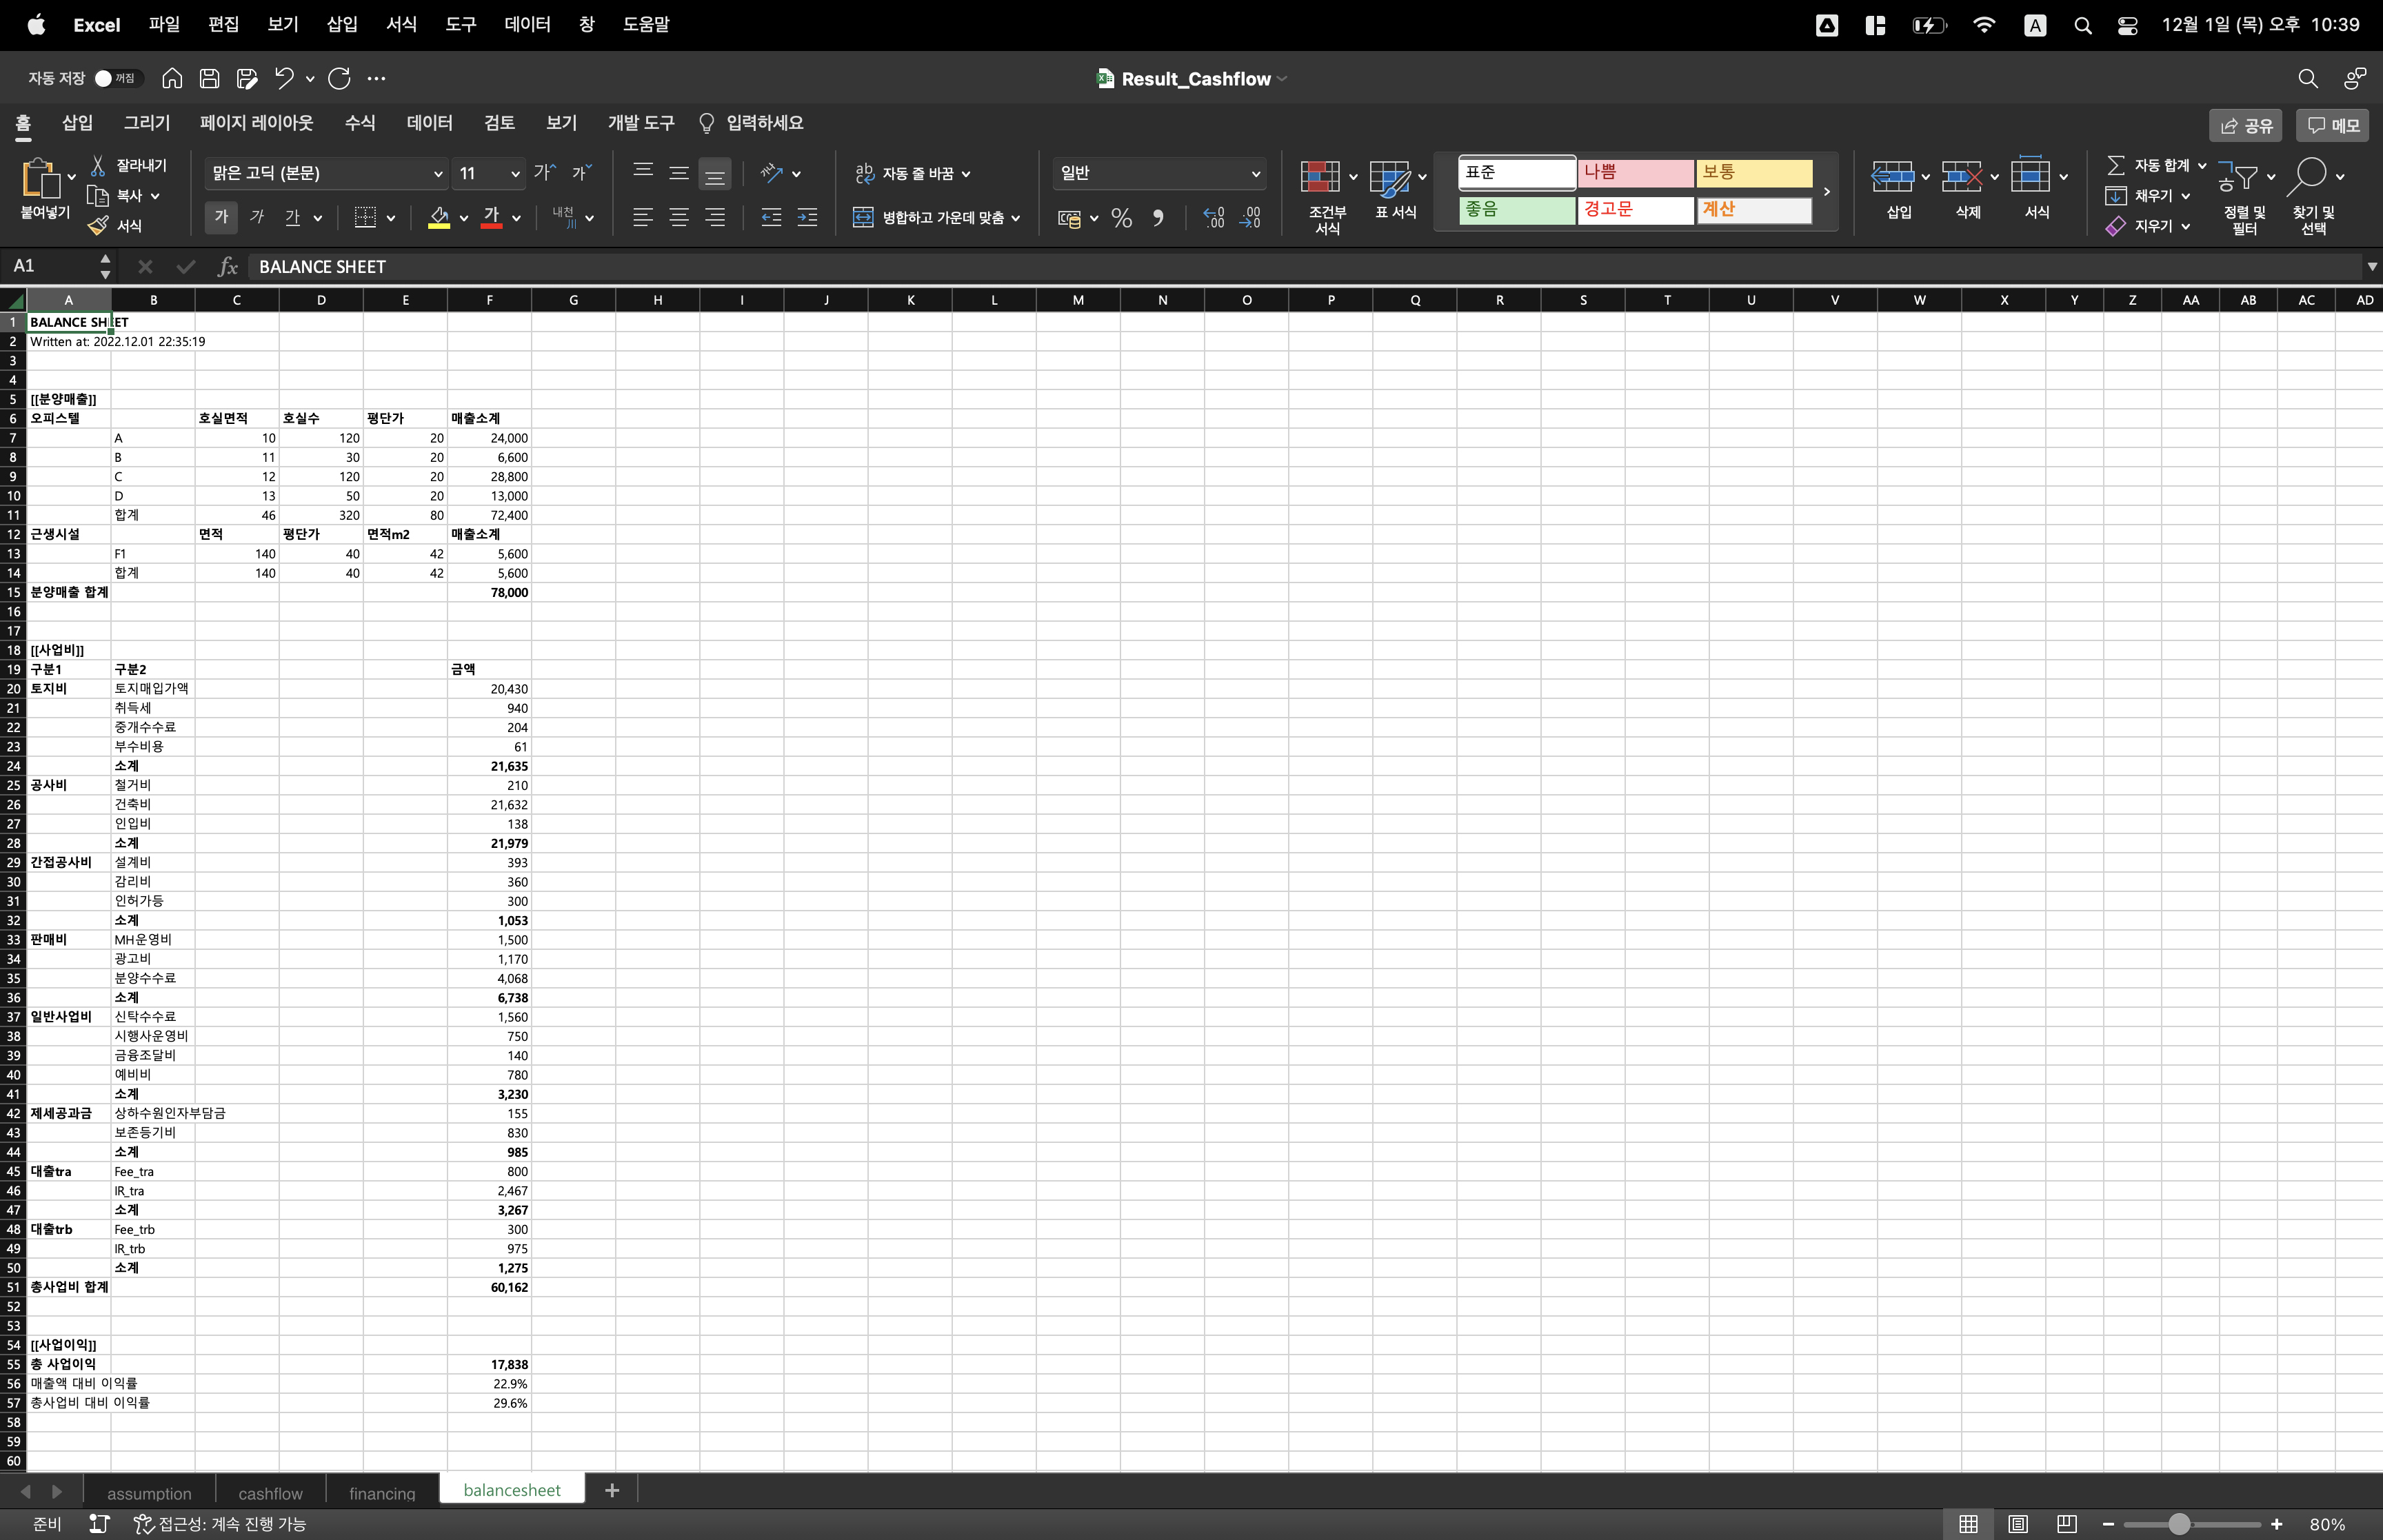 Excel 파일 편집 보기 삽입 서식 도구 데이터 창 도움말 A 12월 1일 (목) 오후 10:39
자동 저장 꺼짐 Result_Cashflow
홈 삽입 그리기 페이지 레이아웃 수식 데이터 검토 보기 개발 도구 입력하세요 공유 메모
붙여넣기 잘라내기 복사 서식
맑은 고딕 (본문) 11 가 가
가 가 가 가 내천
자동 줄 바꿈
병합하고 가운데 맞춤
일반
조건부 서식 표 서식
표준 나쁨 보통
좋음 경고문 계산
삽입 삭제 서식
자동 합계
채우기
지우기
정렬 및 필터 찾기 및 선택
A1 fx BALANCE SHEET
A B C D E F G H I J K L M N O P Q R S T U V W X Y Z AA AB AC AD
1 BALANCE SHEET
2 Written at: 2022.12.01 22:35:19
3
4
5 [[분양매출]]
6 오피스텔 호실면적 호실수 평단가 매출소계
7 A 10 120 20 24,000
8 B 11 30 20 6,600
9 C 12 120 20 28,800
10 D 13 50 20 13,000
11 합계 46 320 80 72,400
12 근생시설 면적 평단가 면적m2 매출소계
13 F1 140 40 42 5,600
14 합계 140 40 42 5,600
15 분양매출 합계 78,000
16
17
18 [[사업비]]
19 구분1 구분2 금액
20 토지비 토지매입가액 20,430
21 취득세 940
22 중개수수료 204
23 부수비용 61
24 소계 21,635
25 공사비 철거비 210
26 건축비 21,632
27 인입비 138
28 소계 21,979
29 간접공사비 설계비 393
30 감리비 360
31 인허가등 300
32 소계 1,053
33 판매비 MH운영비 1,500
34 광고비 1,170
35 분양수수료 4,068
36 소계 6,738
37 일반사업비 신탁수수료 1,560
38 시행사운영비 750
39 금융조달비 140
40 예비비 780
41 소계 3,230
42 제세공과금 상하수원인자부담금 155
43 보존등기비 830
44 소계 985
45 대출tra Fee_tra 800
46 IR_tra 2,467
47 소계 3,267
48 대출trb Fee_trb 300
49 IR_trb 975
50 소계 1,275
51 총사업비 합계 60,162
52
53
54 [[사업이익]]
55 총 사업이익 17,838
56 매출액 대비 이익률 22.9%
57 총사업비 대비 이익률 29.6%
58
59
60
assumption cashflow financing balancesheet
준비 접근성: 계속 진행 가능 80%